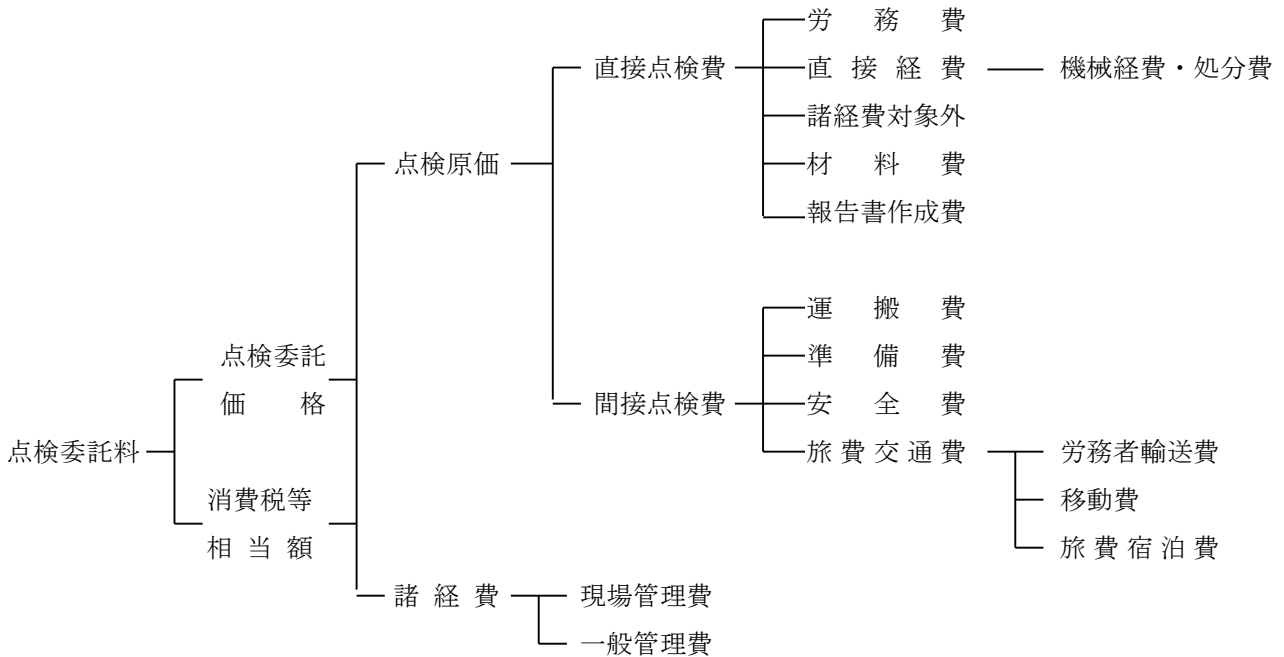 労務費
直接点検費
直接経費
機械経費・処分費
諸経費対象外
点検原価
材料費
報告書作成費
運搬費
点検委託
準備費
価格
間接点検費
安全費
点検委託料
旅費交通費
労務者輸送費
消費税等
移動費
相当額
旅費宿泊費
諸経費
現場管理費
一般管理費